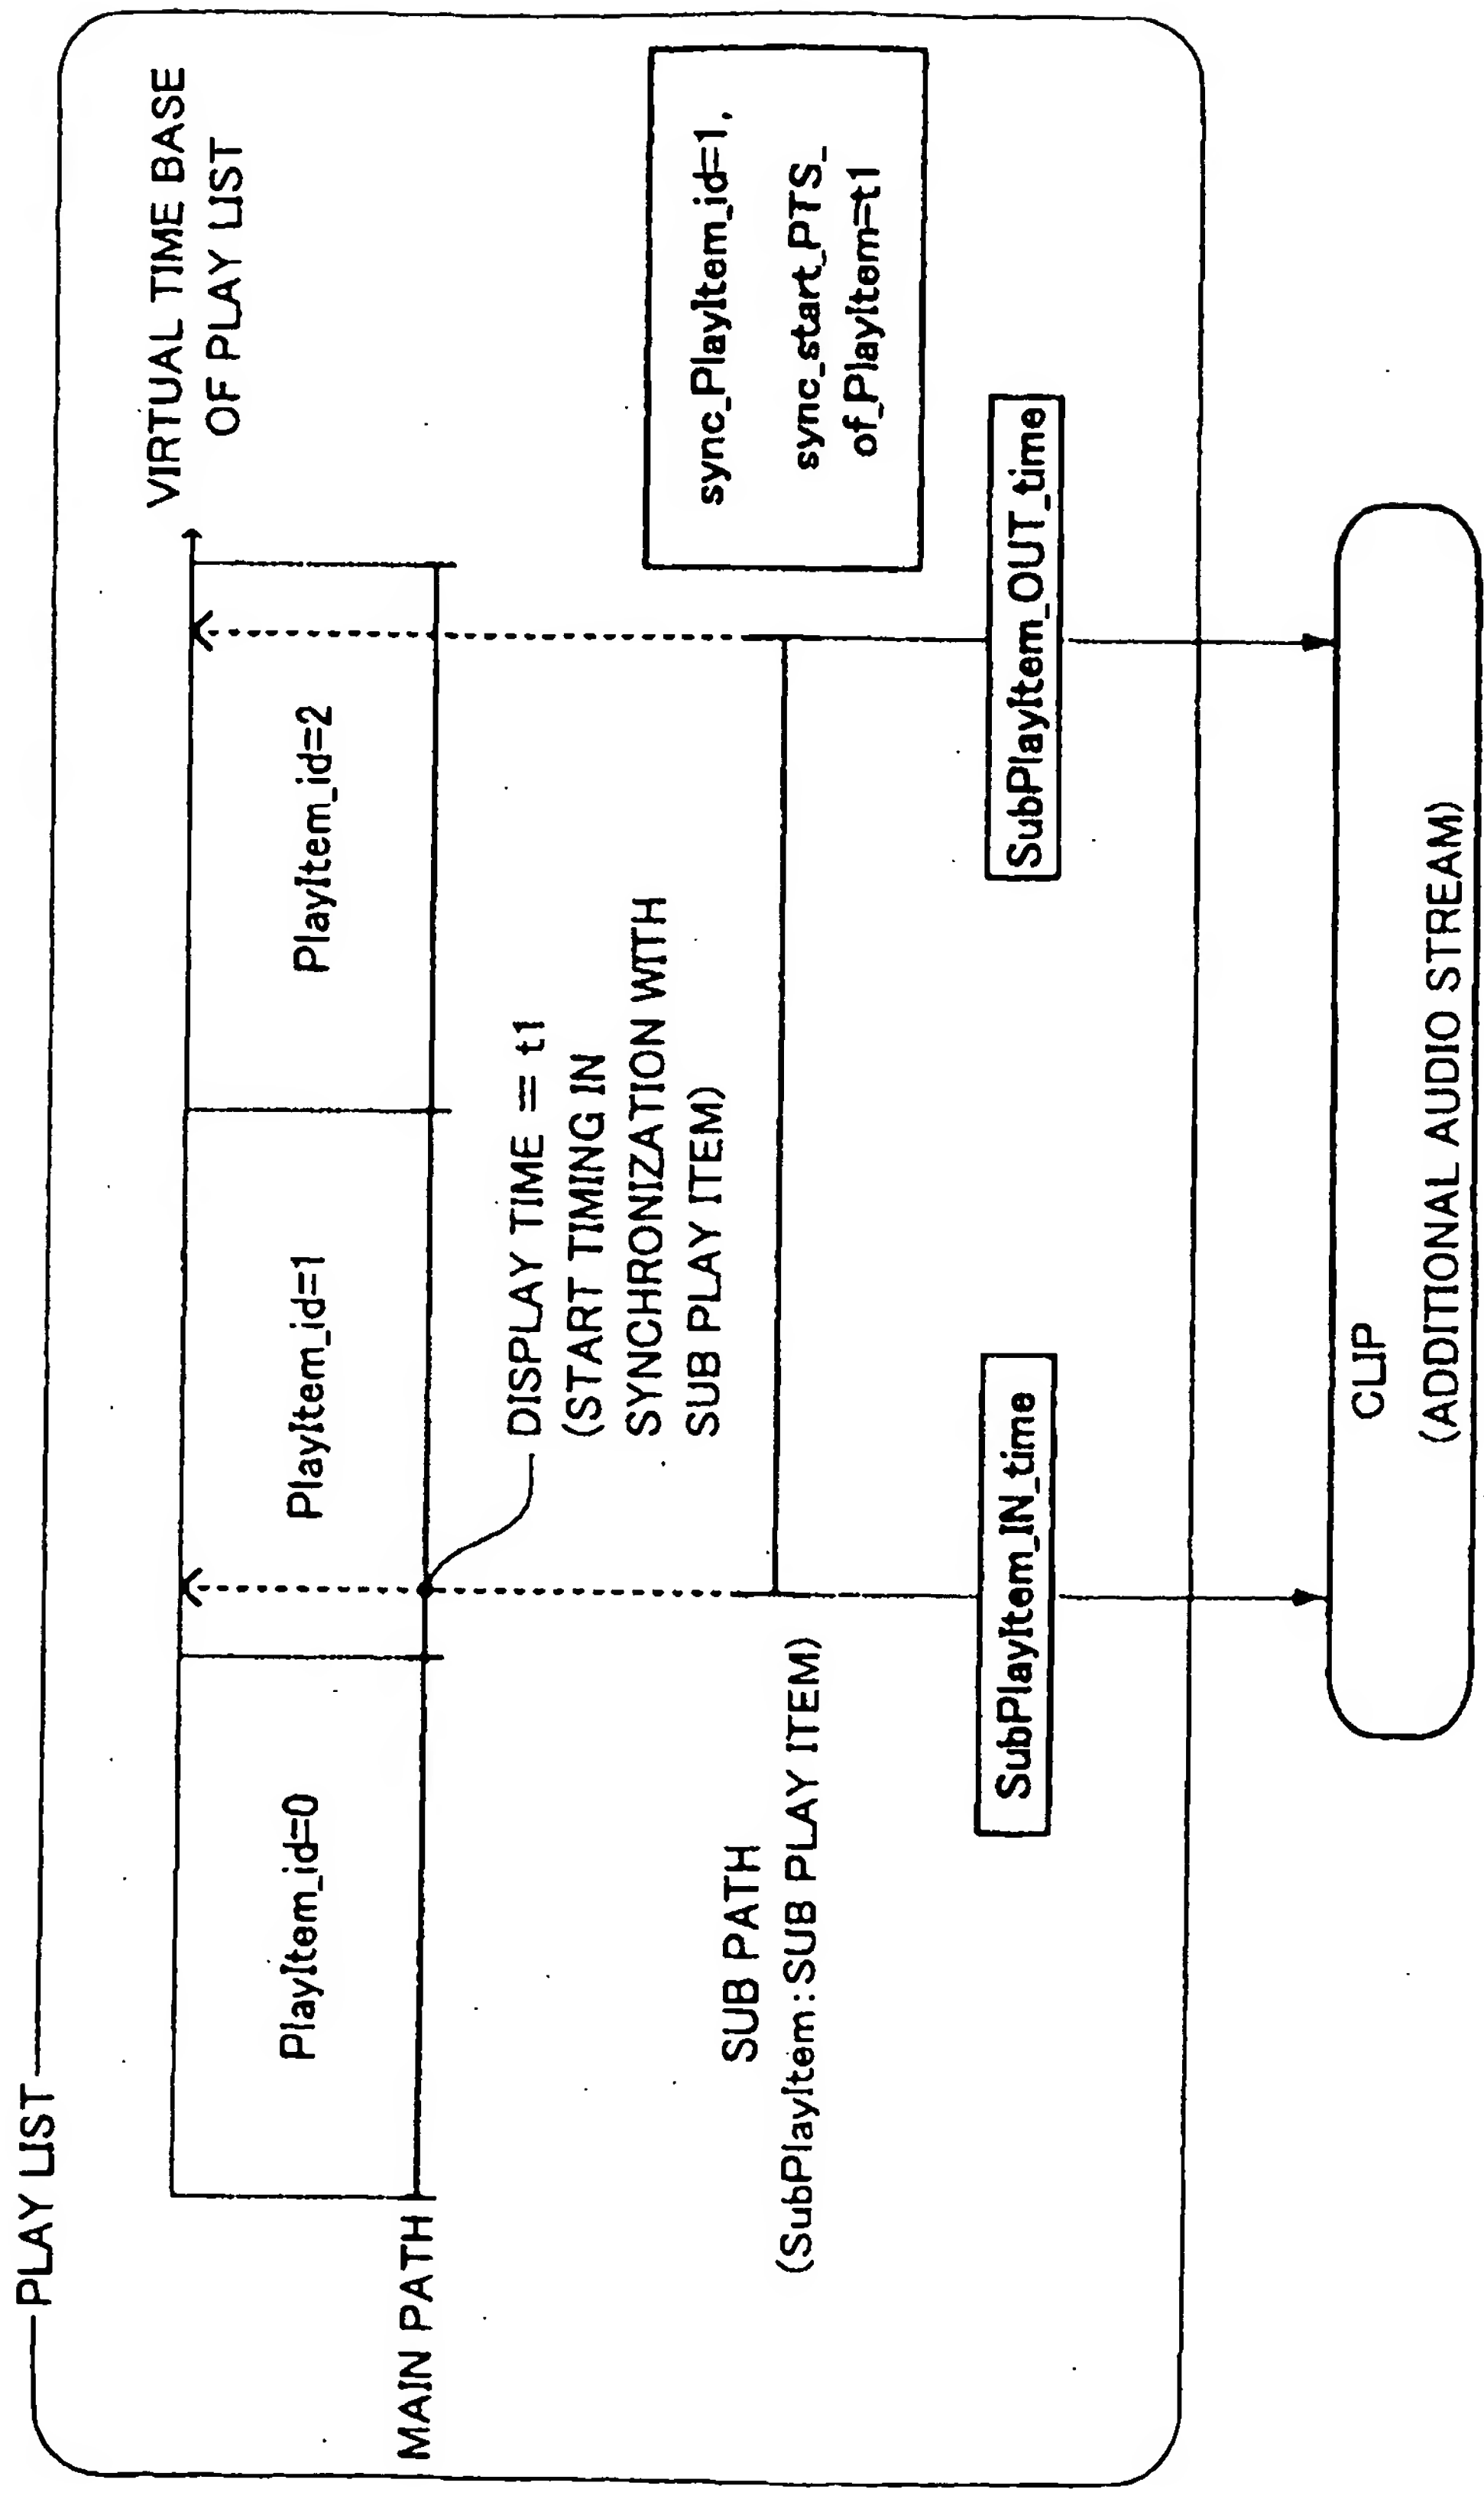 PLAY LIST
VIRTUAL TIME BASE
OF PLAY LIST
PlayItem_id=0
PlayItem_id=1
PlayItem_id=2
MAIN PATH
DISPLAY TIME = t1
(START TIMING IN
SYNCHRONIZATION WITH
SUB PLAY ITEM)
sync_PlayItem_id=1,
sync_start_PTS_
of_PlayItem=t1
SUB PATH
(SubPlayItem:SUB PLAY ITEM)
SubPlayItem_IN_time
SubPlayItem_OUT_time
CLIP
(ADDITIONAL AUDIO STREAM)